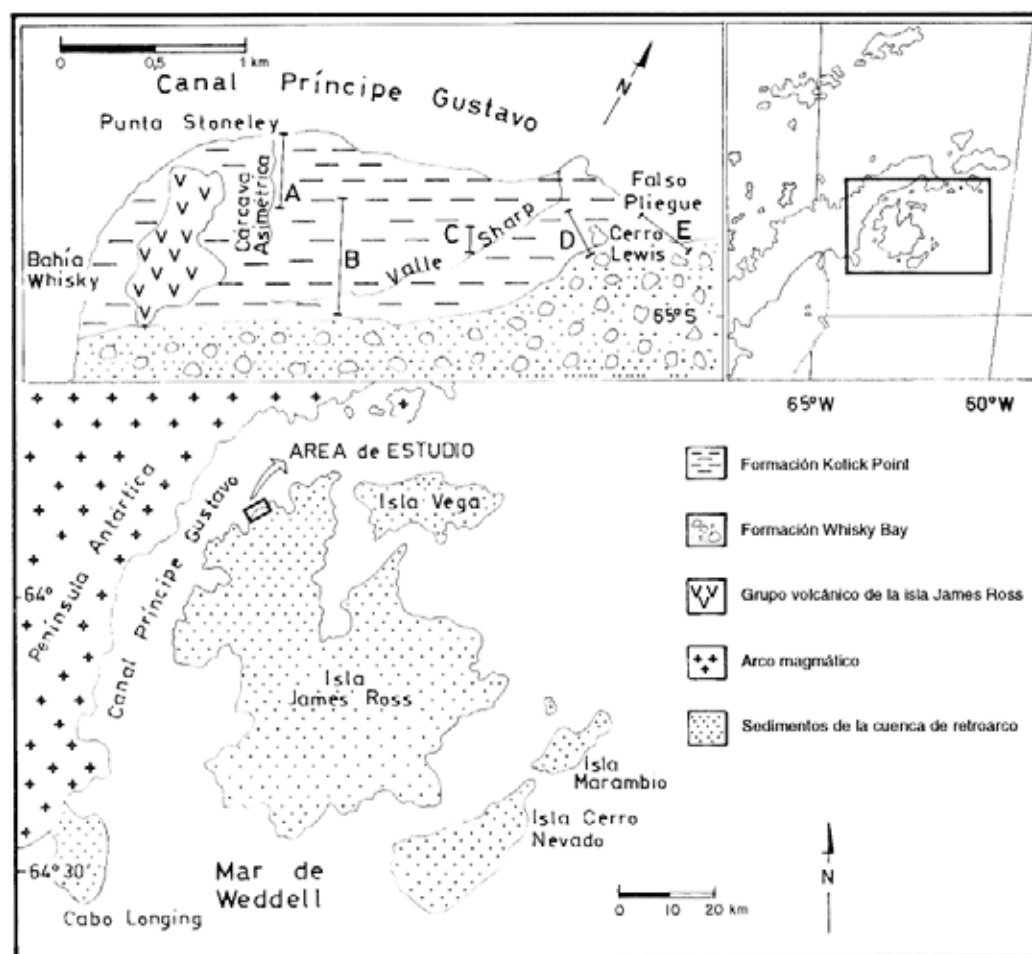 0 0,5 1 km
Canal Príncipe Gustavo
N
Punta Stoneley
Cárcava
Asimétrica
A
B
C
D
E
Valle Sharp
Falso
Pliegue
Cerro
Lewis
Bahía
Whisky
65°S
65°W 60°W
AREA de ESTUDIO
Península Antártica
Canal Príncipe Gustavo
Isla Vega
64°
Isla
James Ross
Isla
Marambio
Isla Cerro
Nevado
64°30'
Mar de
Weddell
Cabo Longing
0 10 20 km
N
Formación Kotick Point
Formación Whisky Bay
Grupo volcánico de la isla James Ross
Arco magmático
Sedimentos de la cuenca de retroarco